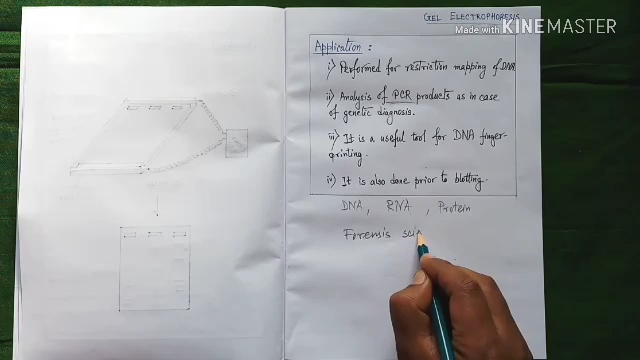 GEL ELECTROPHORESIS
Made with KINEMASTER
Application :
i) Performed for restriction mapping of DNA
ii) Analysis of PCR products as in case
of genetic diagnosis.
iii) It is a useful tool for DNA finger-
printing.
iv) It is also done prior to blotting.
DNA, RNA, Protein
Forensis sci